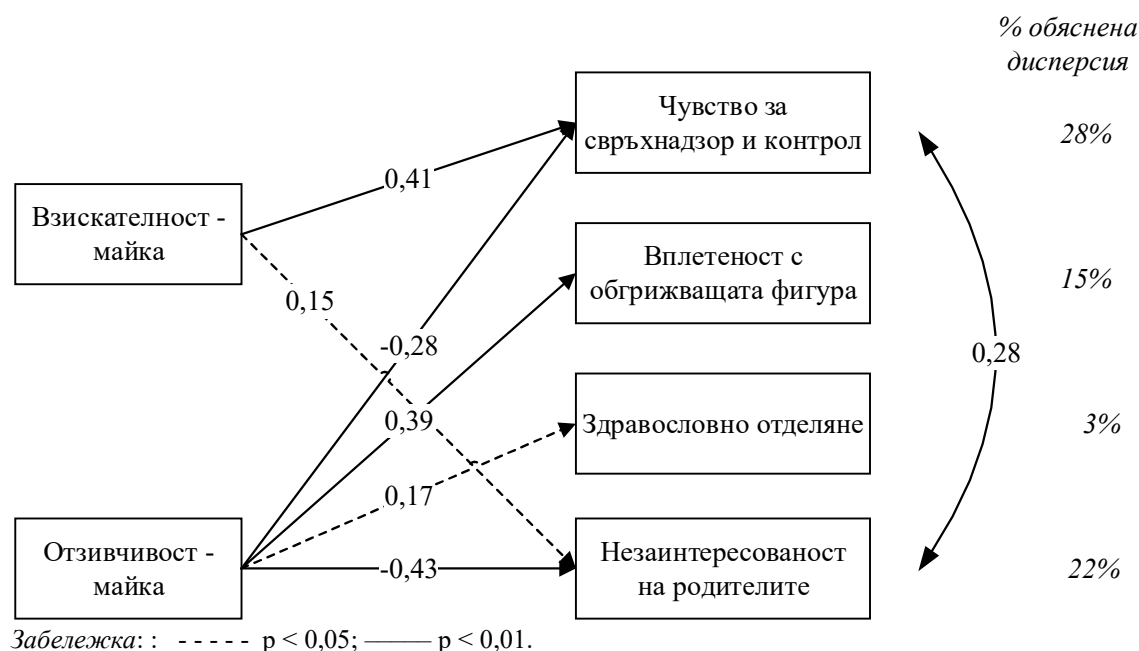 % обяснена
дисперсия
Чувство за
свръхнадзор и контрол
28%
0,41
Взискателност -
майка
Вплетеност с
обгрижващата фигура
15%
0,15
-0,28
0,28
0,39
Здравословно отделяне
3%
0,17
Отзивчивост -
майка
-0,43
Незаинтересованост
на родителите
22%
Забележка: : - - - - - p < 0,05; ——— p < 0,01.